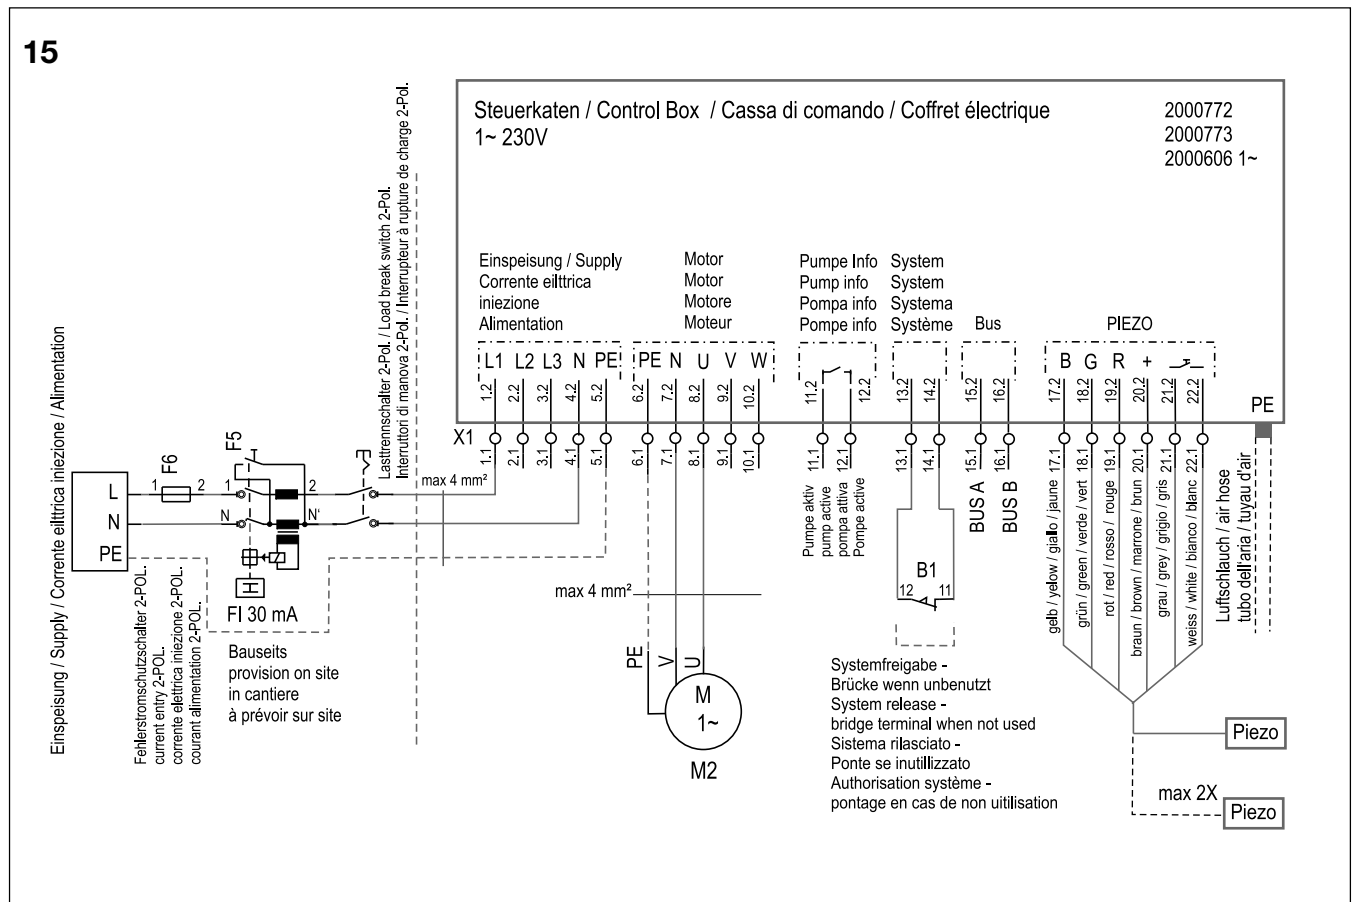 15
Steuerkaten / Control Box / Cassa di comando / Coffret électrique
1~ 230V
2000772
2000773
2000606 1~
Einspeisung / Supply
Corrente eilttrica
iniezione
Alimentation
Motor
Motor
Motore
Moteur
Pumpe Info
Pump info
Pompa info
Pompe info
System
System
Systema
Système
Bus
PIEZO
L1 L2 L3 N PE
PE N U V W
B G R +
1.2 2.2 3.2 4.2 5.2 6.2 7.2 8.2 9.2 10.2 11.2 12.2 13.2 14.2 15.2 16.2 17.2 18.2 19.2 20.2 21.2 22.2
PE
X1
1.1 2.1 3.1 4.1 5.1 6.1 7.1 8.1 9.1 10.1 11.1 12.1 13.1 14.1 15.1 16.1 17.1 18.1 19.1 20.1 21.1 22.1
Lasttrennschalter 2-Pol. / Load break switch 2-Pol.
Interruttori di manova 2-Pol. / Interrupteur à rupture de charge 2-Pol.
Einspeisung / Supply / Corrente eilttrica iniezione / Alimentation
L
N
PE
1 F6 2
F5
1 2
N N'
FI 30 mA
max 4 mm²
Fehlerstromschutzschalter 2-POL.
current entry 2-POL.
corrente elettrica iniezione 2-POL.
courant alimentation 2-POL.
Bauseits
provision on site
in cantiere
à prévoir sur site
max 4 mm²
PE V U
M
1~
M2
Pumpe aktiv
pump active
pompa attiva
Pompe active
BUS A
BUS B
B1
12 11
Systemfreigabe -
Brücke wenn unbenutzt
System release -
bridge terminal when not used
Sistema rilasciato -
Ponte se inutillizzato
Authorisation système -
pontage en cas de non uitilisation
gelb / yellow / giallo / jaune
grün / green / verde / vert
rot / red / rosso / rouge
braun / brown / marrone / brun
grau / grey / grigio / gris
weiss / white / bianco / blanc
Luftschlauch / air hose
tubo dell'aria / tuyau d'air
Piezo
max 2X
Piezo